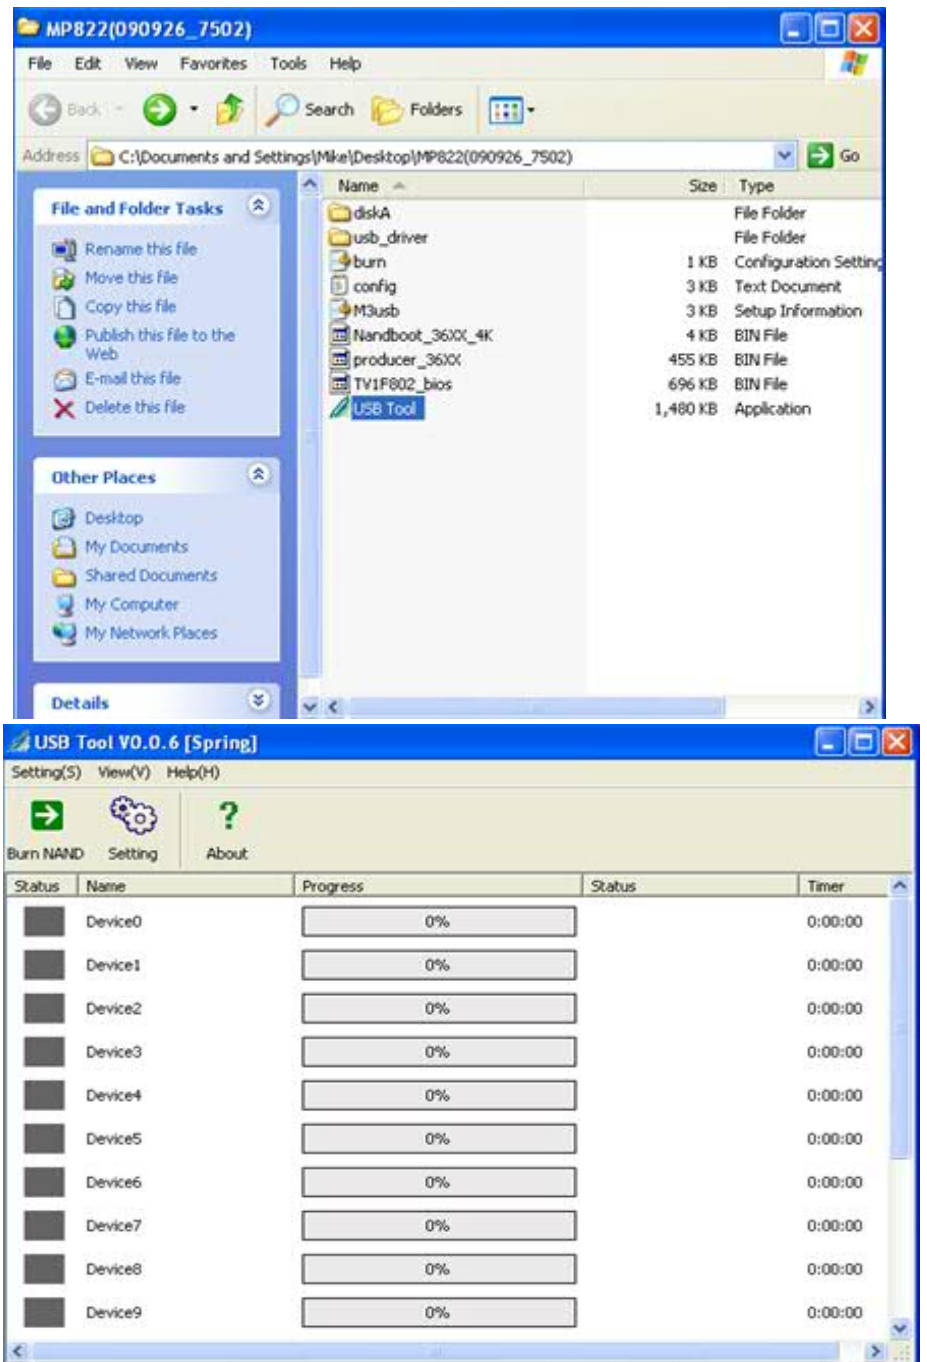 MP822(090926_7502)
File Edit View Favorites Tools Help
Back Search Folders
Address C:\Documents and Settings\Mike\Desktop\MP822(090926_7502) Go
File and Folder Tasks
Rename this file
Move this file
Copy this file
Publish this file to the
Web
E-mail this file
Delete this file
Other Places
Desktop
My Documents
Shared Documents
My Computer
My Network Places
Details
Name Size Type
diskA File Folder
usb_driver File Folder
burn 1 KB Configuration Setting
config 3 KB Text Document
M3usb 3 KB Setup Information
Nandboot_36XX_4K 4 KB BIN File
producer_36XX 455 KB BIN File
TV1F802_bios 696 KB BIN File
USB Tool 1,480 KB Application
USB Tool V0.0.6 [Spring]
Setting(S) View(V) Help(H)
Burn NAND Setting About
Status Name Progress Status Timer
Device0 0% 0:00:00
Device1 0% 0:00:00
Device2 0% 0:00:00
Device3 0% 0:00:00
Device4 0% 0:00:00
Device5 0% 0:00:00
Device6 0% 0:00:00
Device7 0% 0:00:00
Device8 0% 0:00:00
Device9 0% 0:00:00